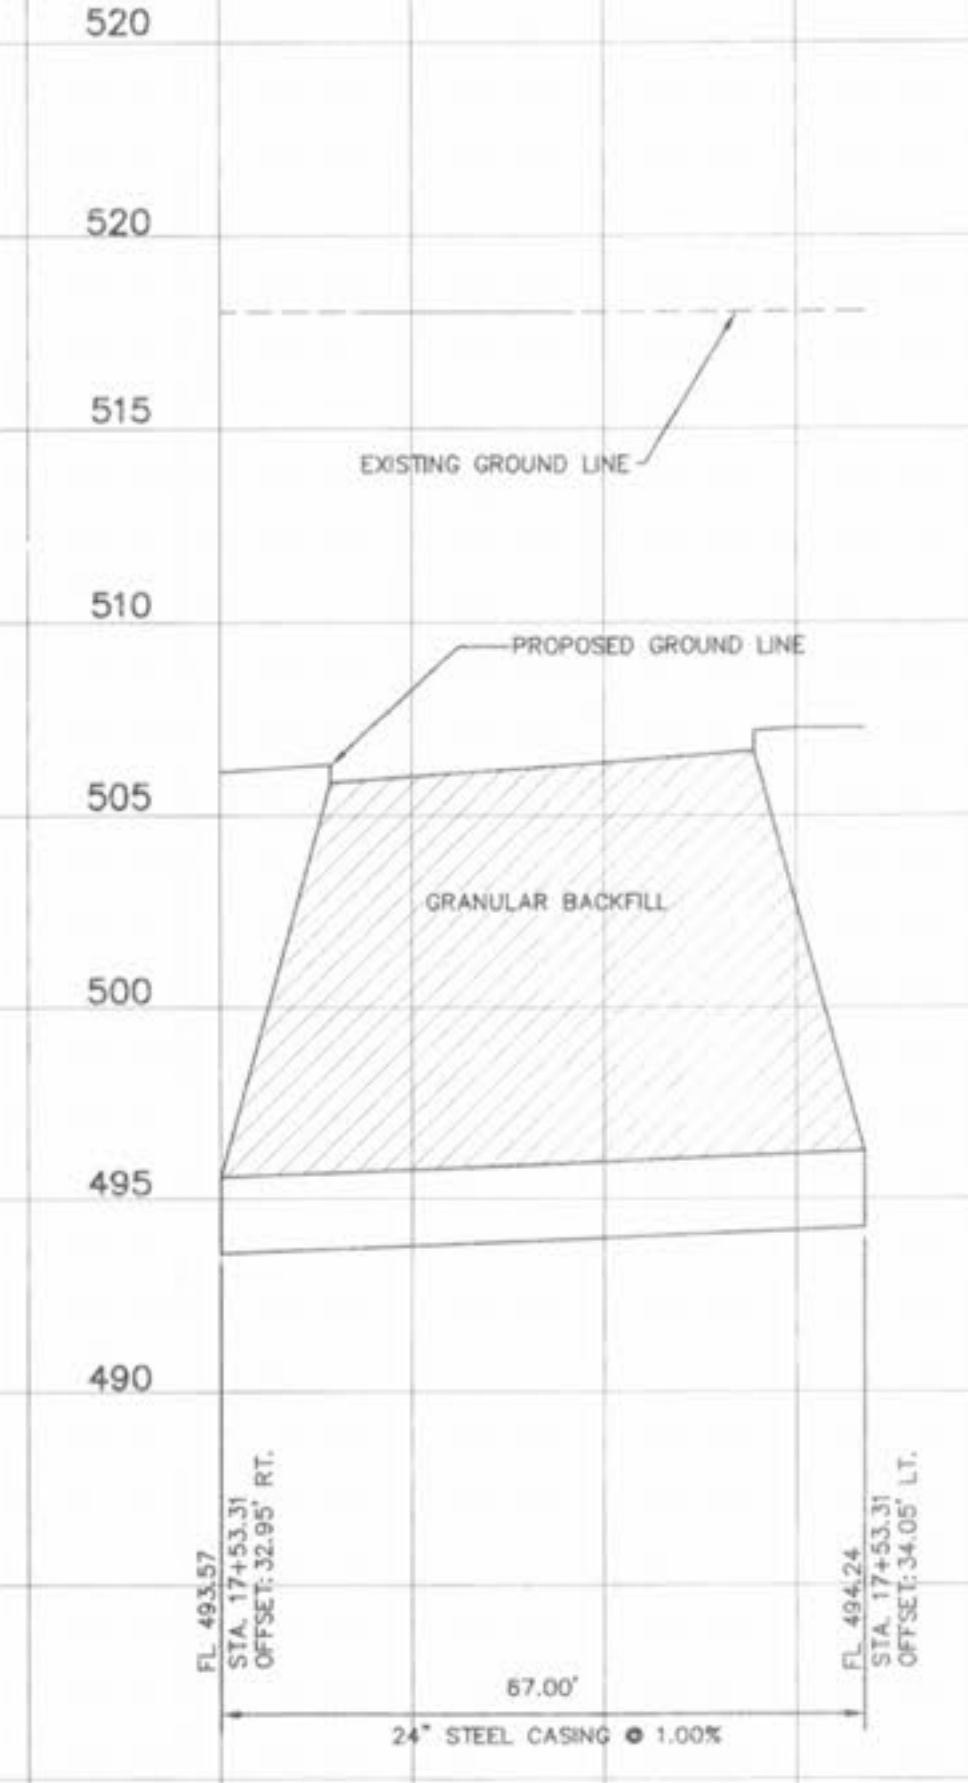 520
520
515
EXISTING GROUND LINE
510
PROPOSED GROUND LINE
505
GRANULAR BACKFILL
500
495
490
FL 493.57
STA. 17+53.31
OFFSET: 32.95' RT.
FL 494.24
STA. 17+53.31
OFFSET: 34.05' LT.
67.00'
24" STEEL CASING @ 1.00%